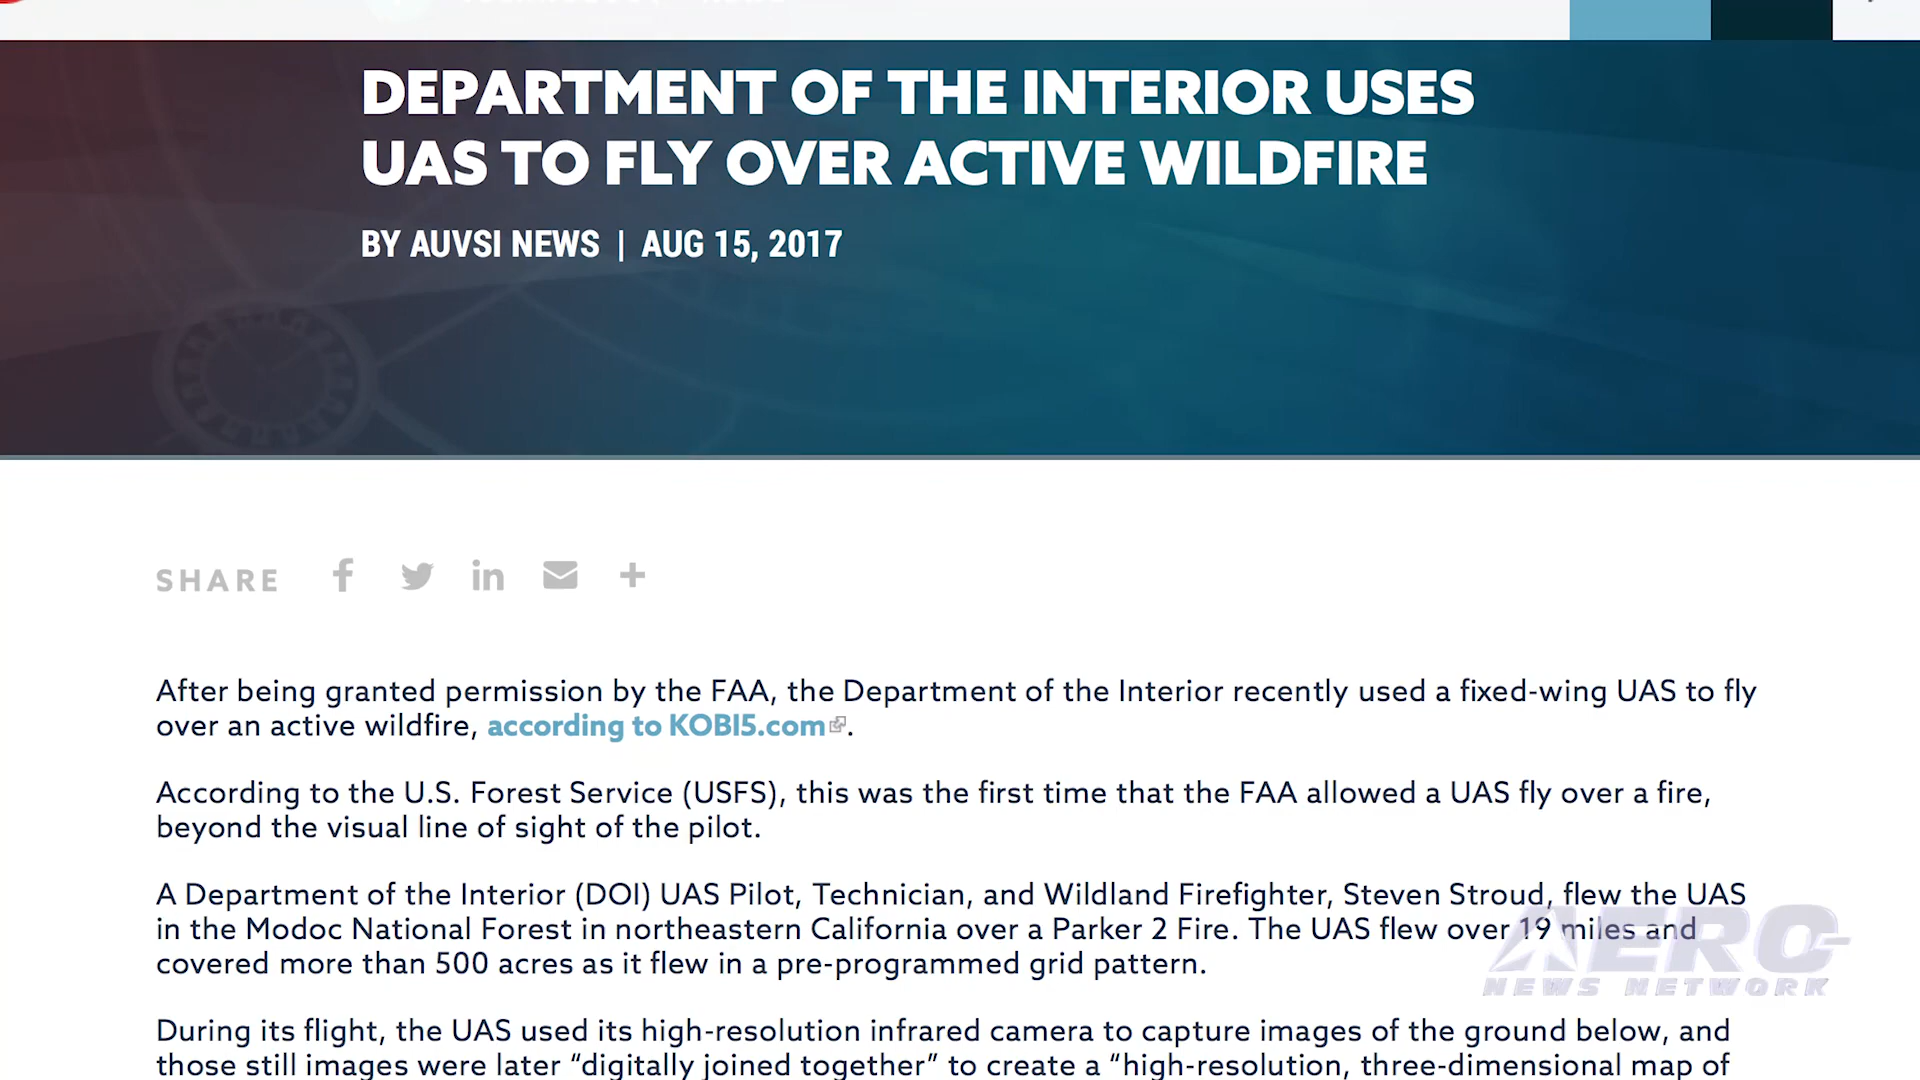 DEPARTMENT OF THE INTERIOR USES
UAS TO FLY OVER ACTIVE WILDFIRE
BY AUVSI NEWS | AUG 15, 2017
SHARE
After being granted permission by the FAA, the Department of the Interior recently used a fixed-wing UAS to fly
over an active wildfire, according to KOBI5.com.
According to the U.S. Forest Service (USFS), this was the first time that the FAA allowed a UAS fly over a fire,
beyond the visual line of sight of the pilot.
A Department of the Interior (DOI) UAS Pilot, Technician, and Wildland Firefighter, Steven Stroud, flew the UAS
in the Modoc National Forest in northeastern California over a Parker 2 Fire. The UAS flew over 19 miles and
covered more than 500 acres as it flew in a pre-programmed grid pattern.
AERO
NEWS NETWORK
During its flight, the UAS used its high-resolution infrared camera to capture images of the ground below, and
those still images were later “digitally joined together” to create a “high-resolution, three-dimensional map of